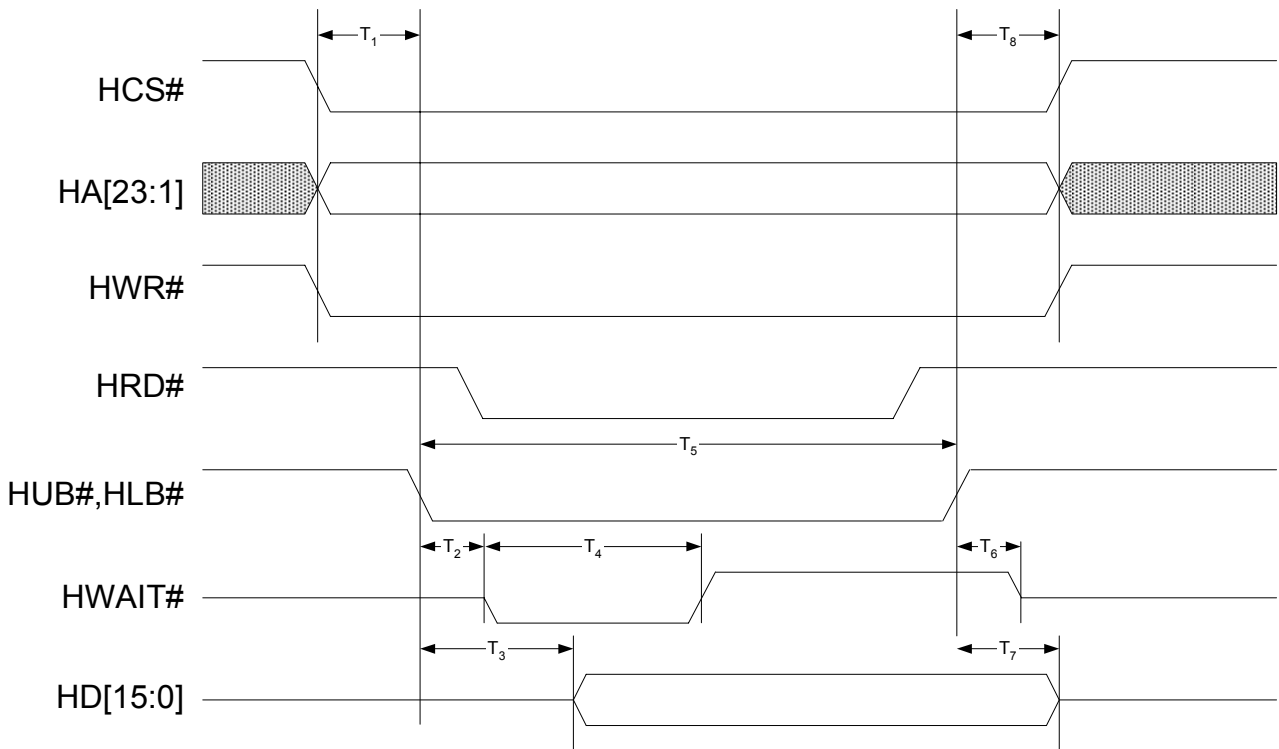 T1
T8
HCS#
HA[23:1]
HWR#
HRD#
T5
HUB#,HLB#
T2
T4
T6
HWAIT#
T3
T7
HD[15:0]